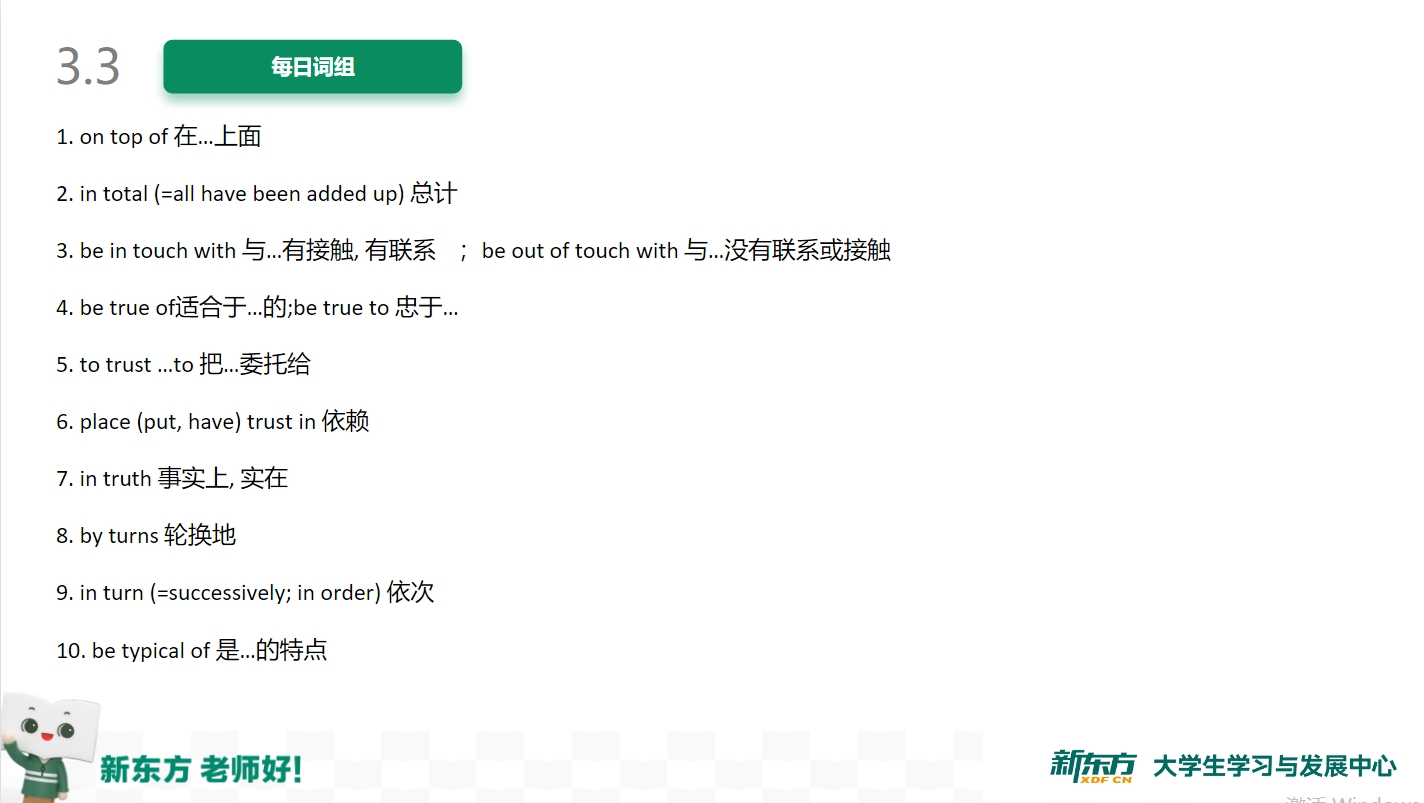 3.3
每日词组
1. on top of 在...上面
2. in total (=all have been added up) 总计
3. be in touch with 与...有接触, 有联系 ；be out of touch with 与...没有联系或接触
4. be true of适合于...的;be true to 忠于...
5. to trust ...to 把...委托给
6. place (put, have) trust in 依赖
7. in truth 事实上, 实在
8. by turns 轮换地
9. in turn (=successively; in order) 依次
10. be typical of 是...的特点
新东方 老师好!
新东方 XDF.CN 大学生学习与发展中心
激活 Windows